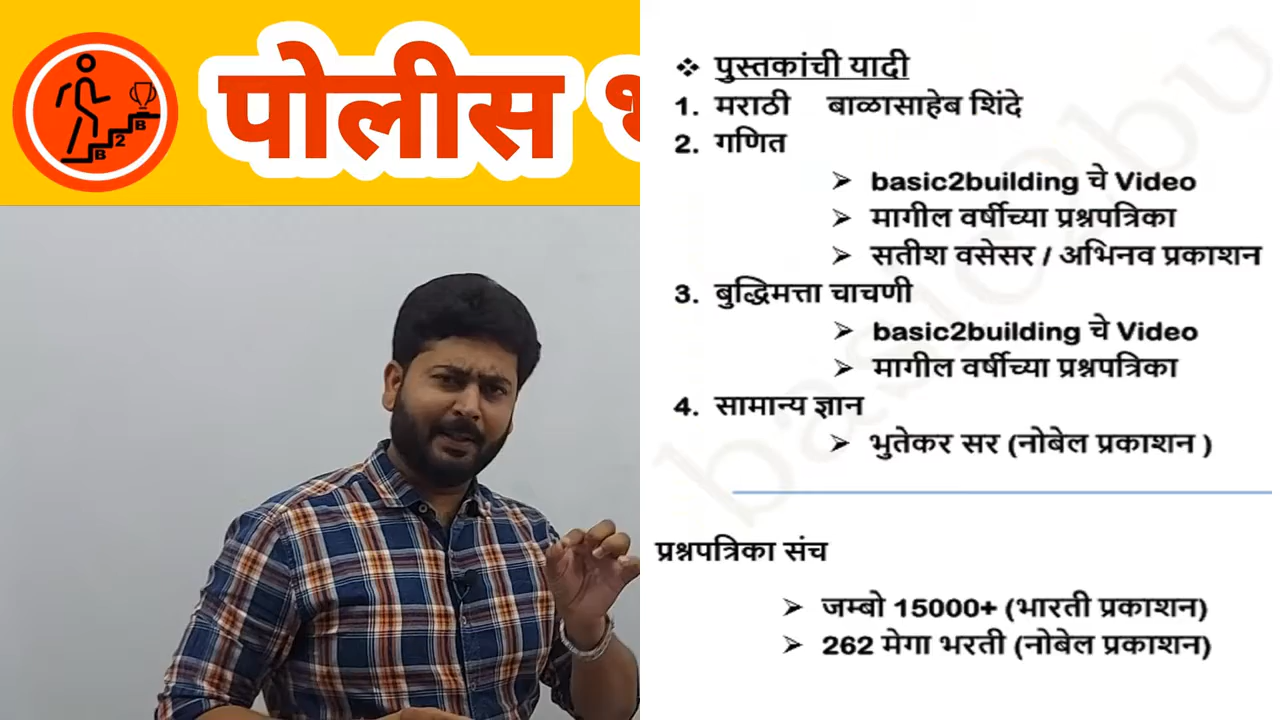 पोलीस
B 2 B
❖ पुस्तकांची यादी
1. मराठी बाळासाहेब शिंदे
2. गणित
➢ basic2building चे Video
➢ मागील वर्षीच्या प्रश्नपत्रिका
➢ सतीश वसेसर / अभिनव प्रकाशन
3. बुद्धिमत्ता चाचणी
➢ basic2building चे Video
➢ मागील वर्षीच्या प्रश्नपत्रिका
4. सामान्य ज्ञान
➢ भुतेकर सर (नोबेल प्रकाशन )
प्रश्नपत्रिका संच
➢ जम्बो 15000+ (भारती प्रकाशन)
➢ 262 मेगा भरती (नोबेल प्रकाशन)